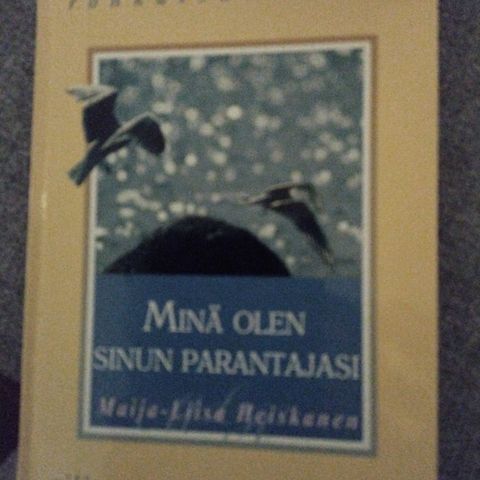 MINÄ OLEN
SINUN PARANTAJASI
Maija-Liisa Heiskanen